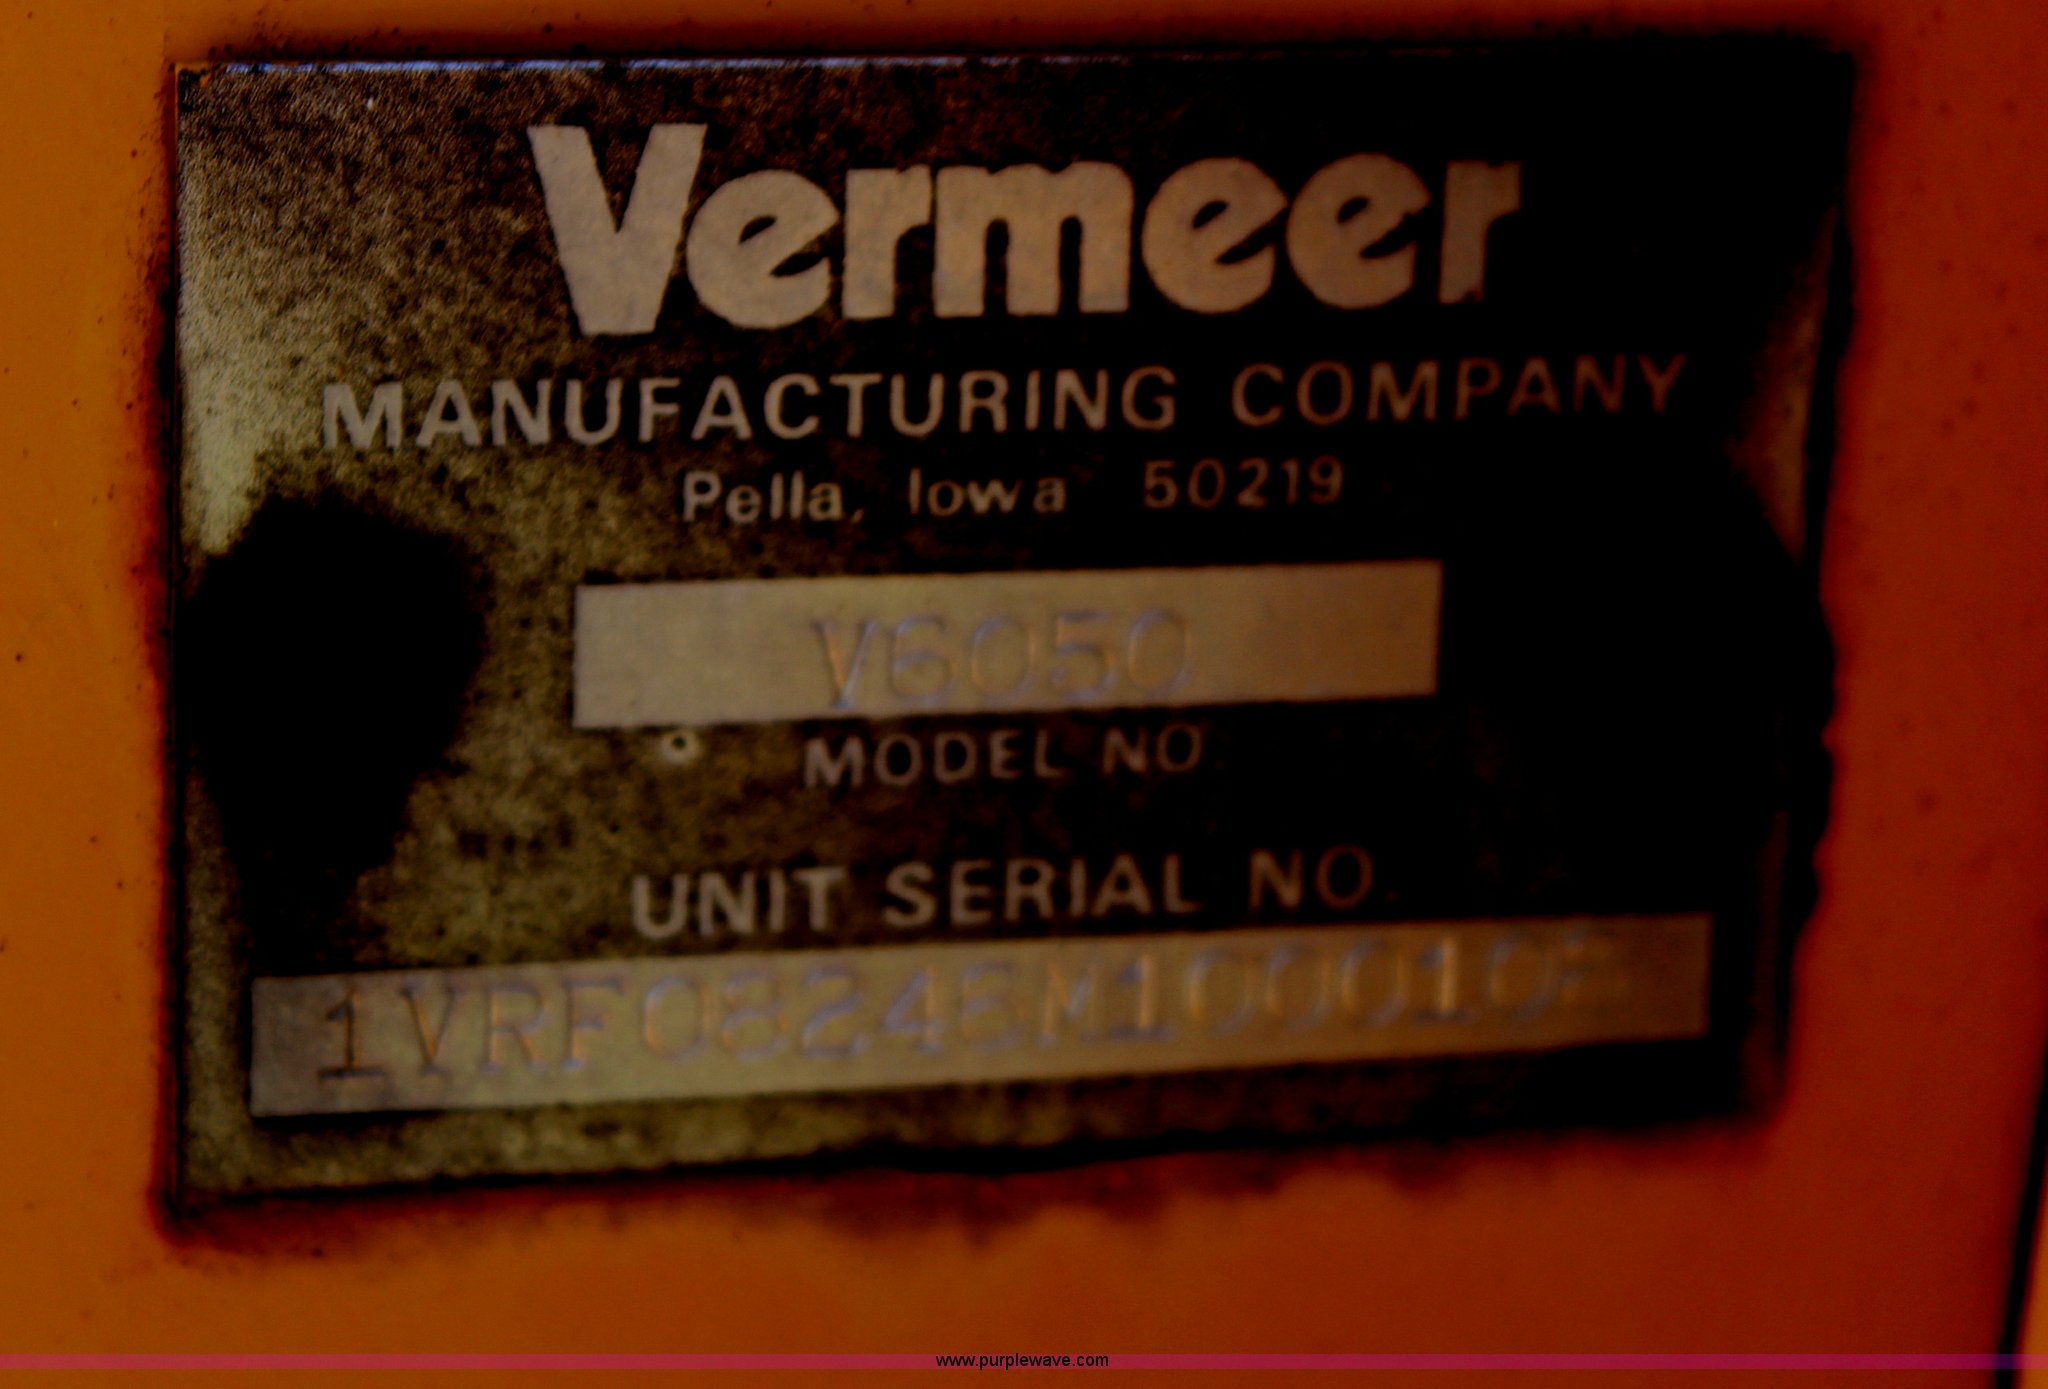 Vermeer
MANUFACTURING COMPANY
Pella, Iowa 50219
V6050
MODEL NO.
UNIT SERIAL NO.
www.purplewave.com